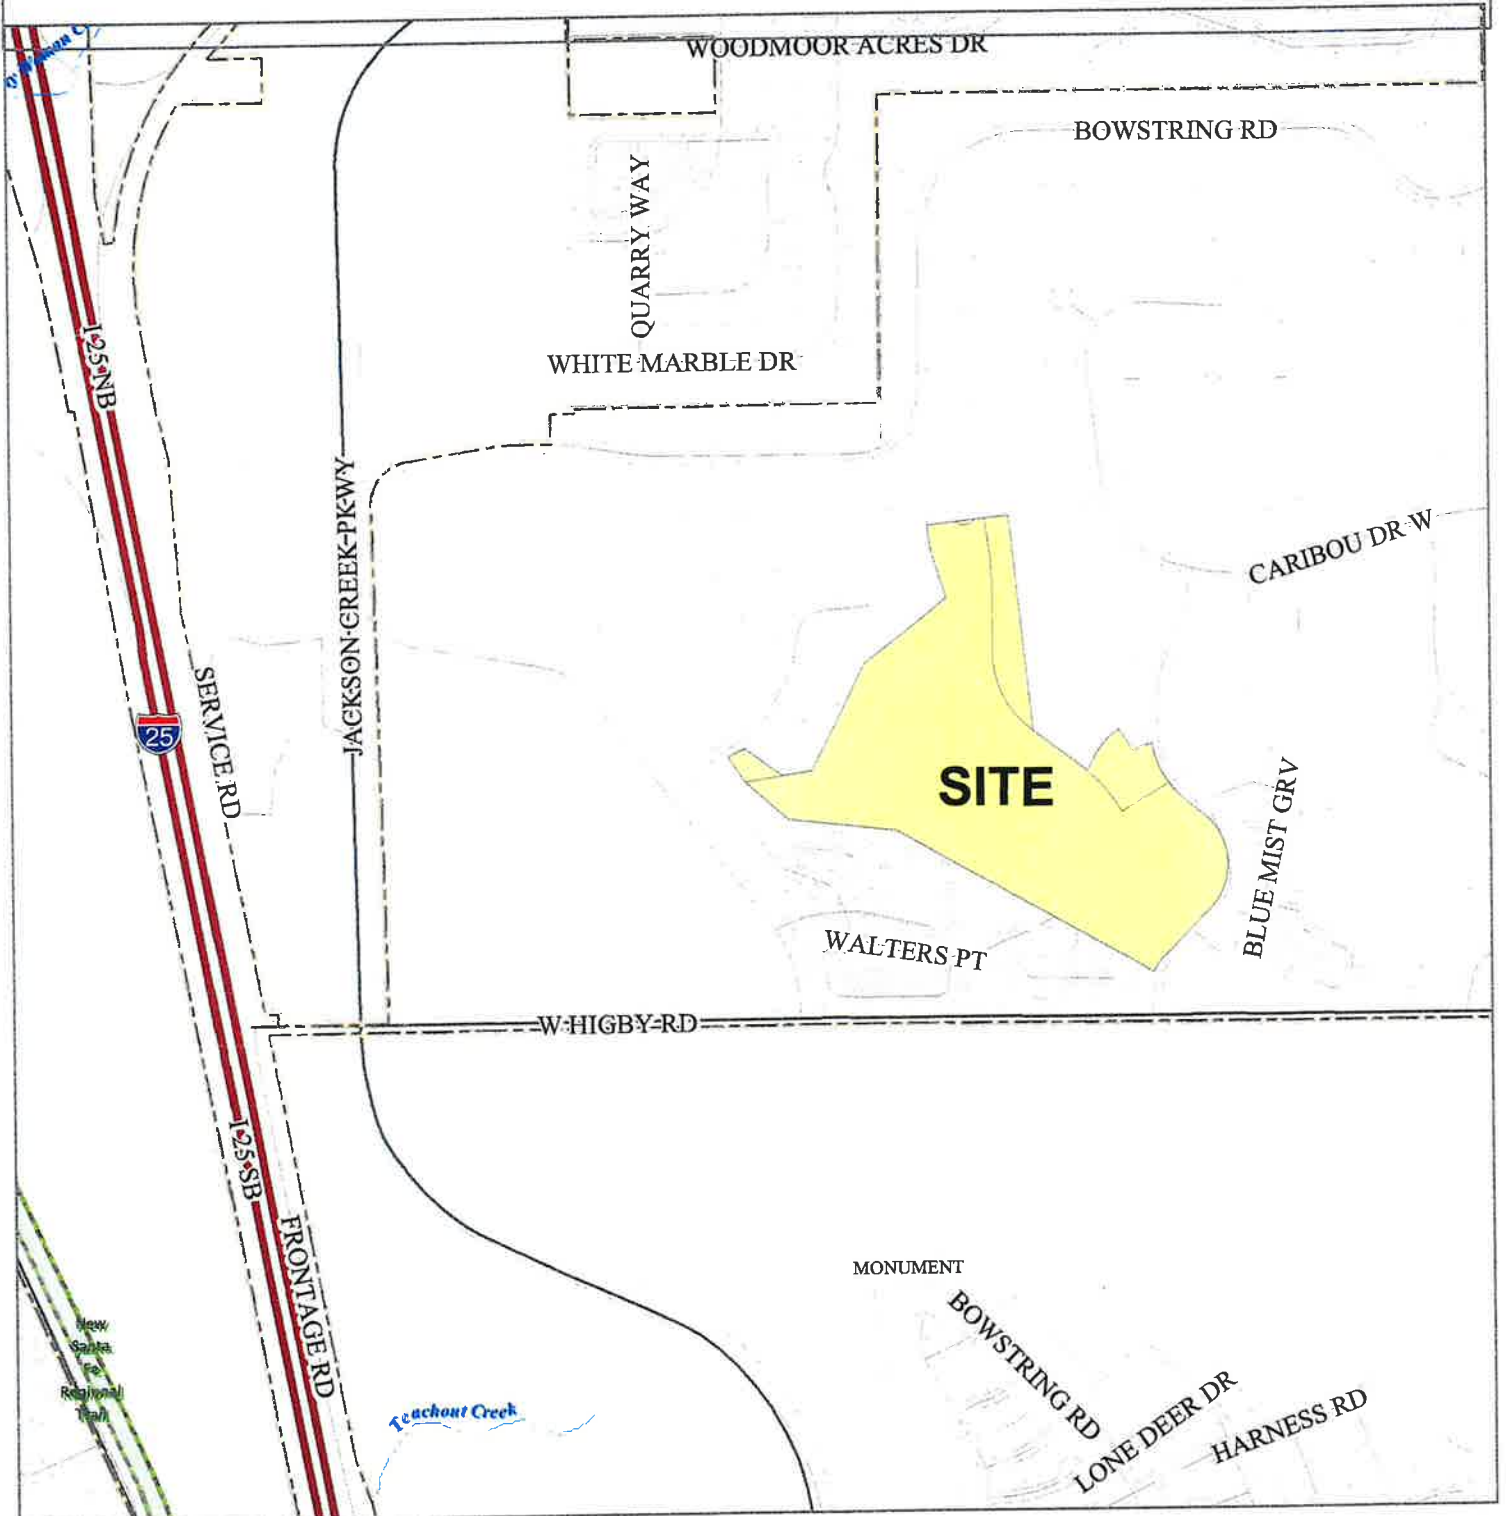 WOODMOOR ACRES DR
BOWSTRING RD
QUARRY WAY
WHITE MARBLE DR
I 25 NB
JACKSON CREEK PKWY
CARIBOU DR W
SERVICE RD
25
SITE
BLUE MIST GRV
WALTERS PT
W HIGBY RD
I 25 SB
FRONTAGE RD
MONUMENT
BOWSTRING RD
LONE DEER DR
HARNESS RD
New
Santa
Fe
Regional
Trail
Teachout Creek